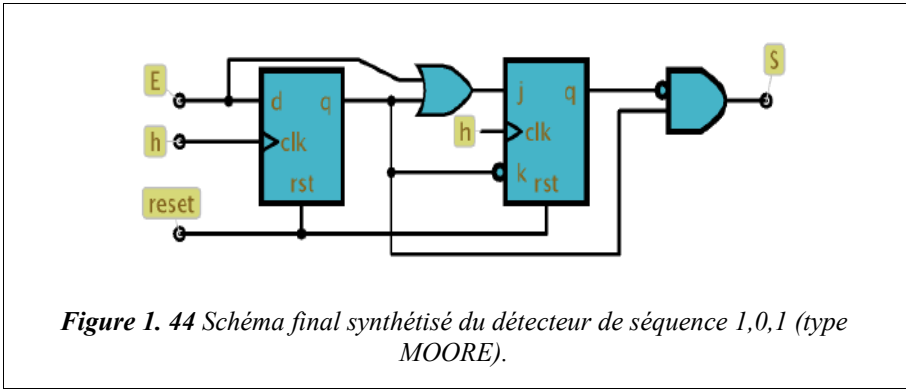 E
d
q
j
q
S
h
clk
h
clk
k
rst
rst
reset
Figure 1. 44 Schéma final synthétisé du détecteur de séquence 1,0,1 (type
MOORE).